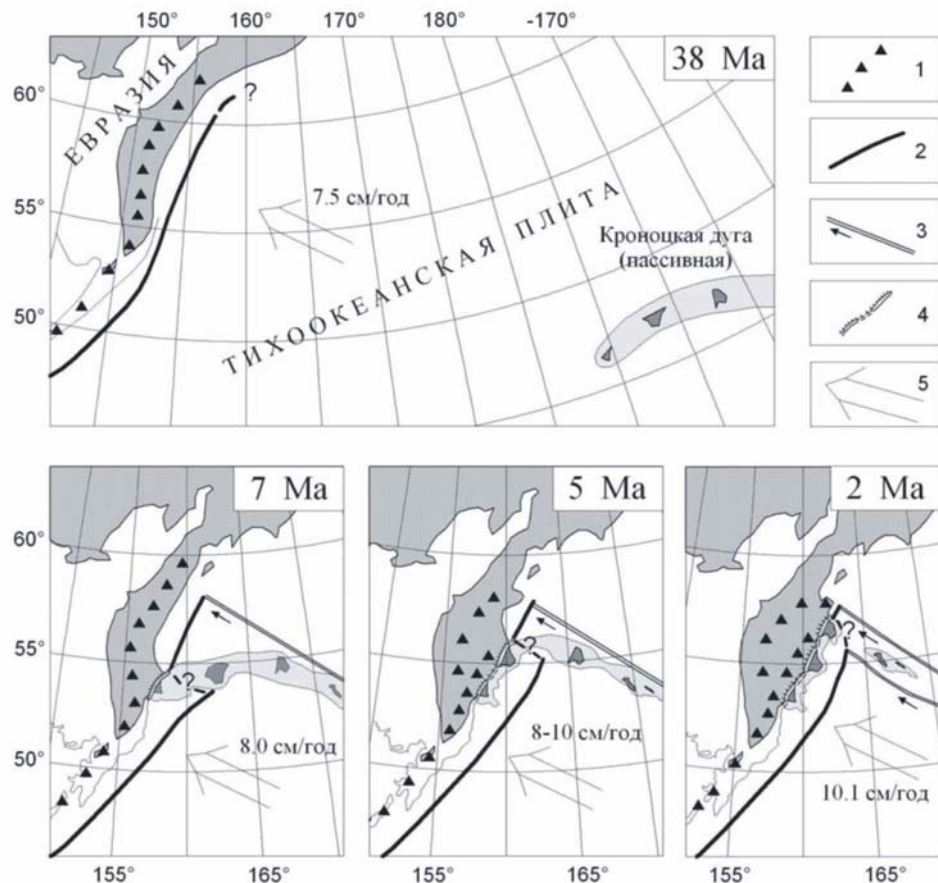 150° 160° 170° 180° -170°
38 Ma
60°
55°
50°
ЕВРАЗИЯ
?
7.5 см/год
ТИХООКЕАНСКАЯ ПЛИТА
Кроноцкая дуга
(пассивная)
1
2
3
4
5
7 Ma
60°
55°
50°
?
8.0 см/год
155° 165°
5 Ma
?
8-10 см/год
155° 165°
2 Ma
?
10.1 см/год
155° 165°